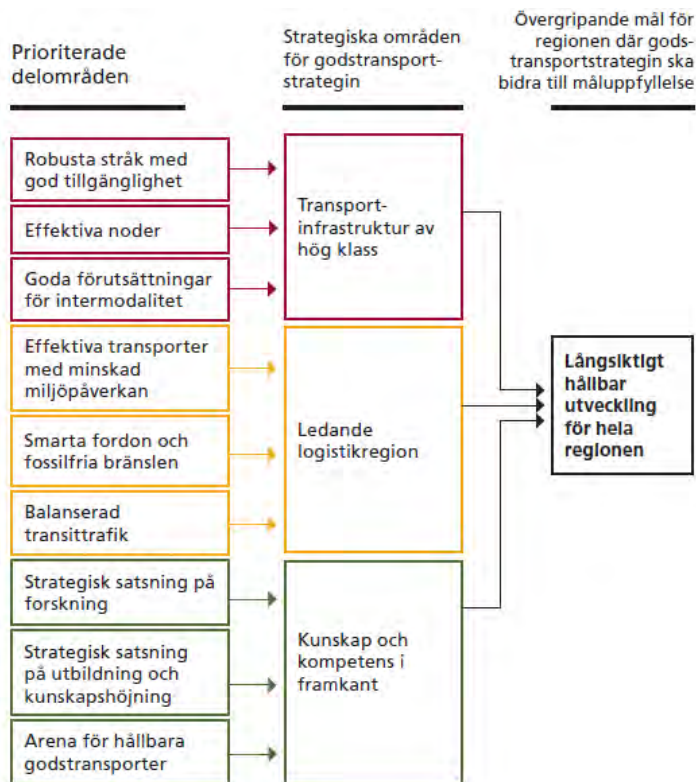 Prioriterade
delområden
Strategiska områden
för godstransport-
strategin
Övergripande mål för
regionen där gods-
transportstrategin ska
bidra till måluppfyllelse
Robusta stråk med
god tillgänglighet
Effektiva noder
Goda förutsättningar
för intermodalitet
Effektiva transporter
med minskad
miljöpåverkan
Smarta fordon och
fossilfria bränslen
Balanserad
transittrafik
Strategisk satsning på
forskning
Strategisk satsning
på utbildning och
kunskapshöjning
Arena för hållbara
godstransporter
Transport-
infrastruktur av
hög klass
Ledande
logistikregion
Kunskap och
kompetens i
framkant
Långsiktigt
hållbar
utveckling
för hela
regionen